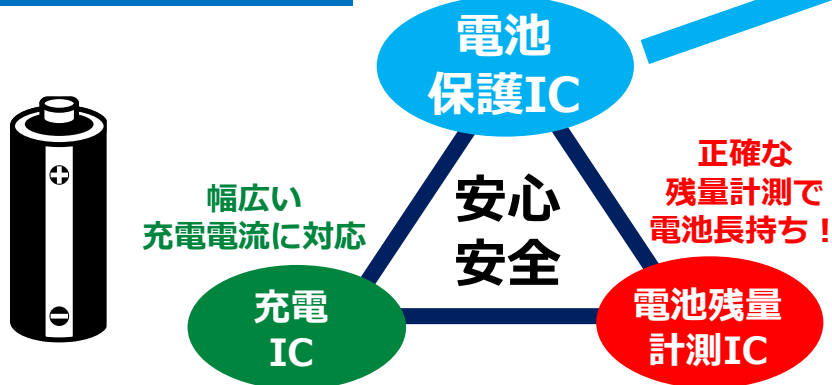 電池
保護IC
正確な
残量計測で
電池長持ち！
幅広い
充電電流に対応
安心
安全
充電
IC
電池残量
計測IC